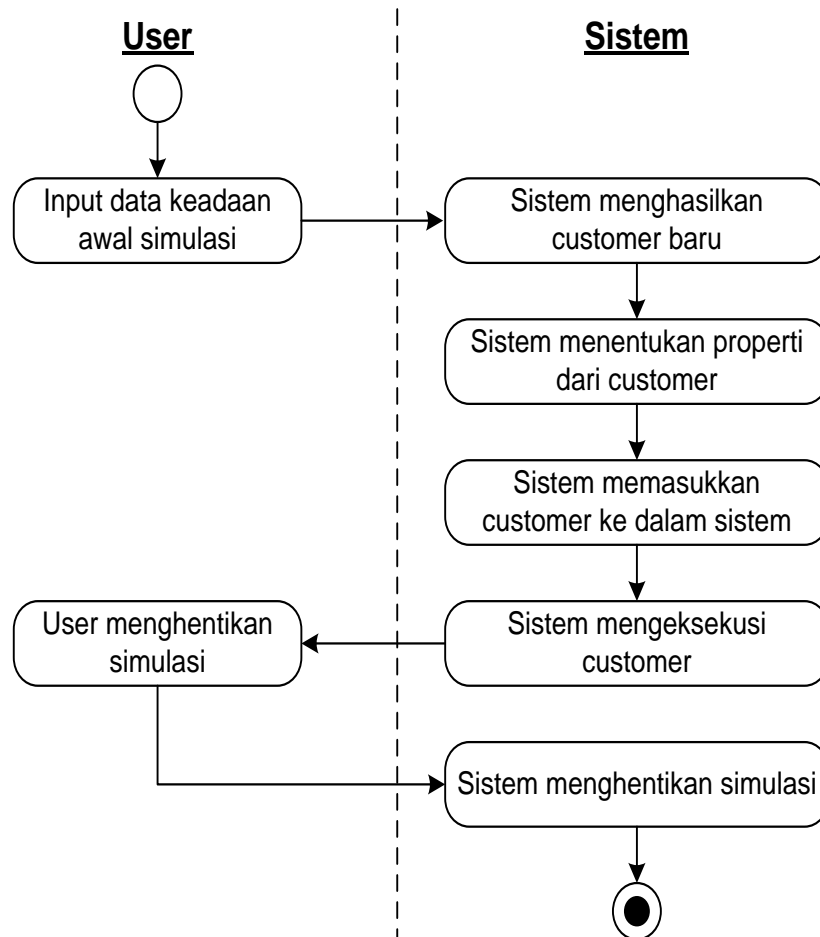 User
Sistem
Input data keadaan
awal simulasi
Sistem menghasilkan
customer baru
Sistem menentukan properti
dari customer
Sistem memasukkan
customer ke dalam sistem
User menghentikan
simulasi
Sistem mengeksekusi
customer
Sistem menghentikan simulasi